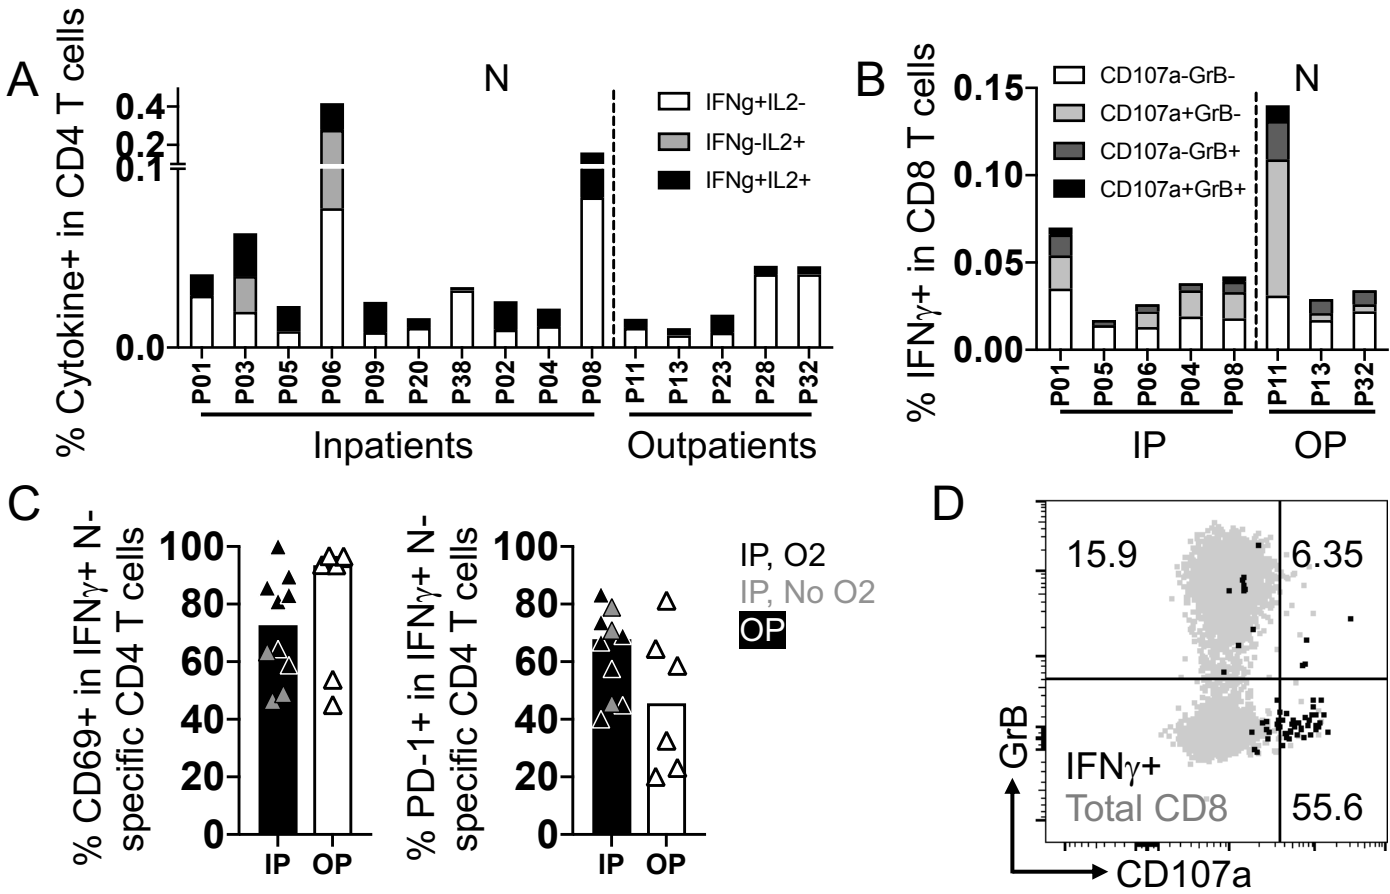 A
% Cytokine+ in CD4 T cells
N
0.4
0.2
0.1
0.0
IFNg+IL2-
IFNg-IL2+
IFNg+IL2+
P01 P03 P05 P06 P09 P20 P38 P02 P04 P08 P11 P13 P23 P28 P32
Inpatients Outpatients
B
% IFNγ+ in CD8 T cells
N
0.15
0.10
0.05
0.00
CD107a-GrB-
CD107a+GrB-
CD107a-GrB+
CD107a+GrB+
P01 P05 P06 P04 P08 P11 P13 P32
IP OP
C
% CD69+ in IFNγ+ N-
specific CD4 T cells
100
80
60
40
20
0
IP OP
% PD-1+ in IFNγ+ N-
specific CD4 T cells
100
80
60
40
20
0
IP OP
IP, O2
IP, No O2
OP
D
15.9 6.35
IFNγ+
Total CD8
55.6
GrB
CD107a